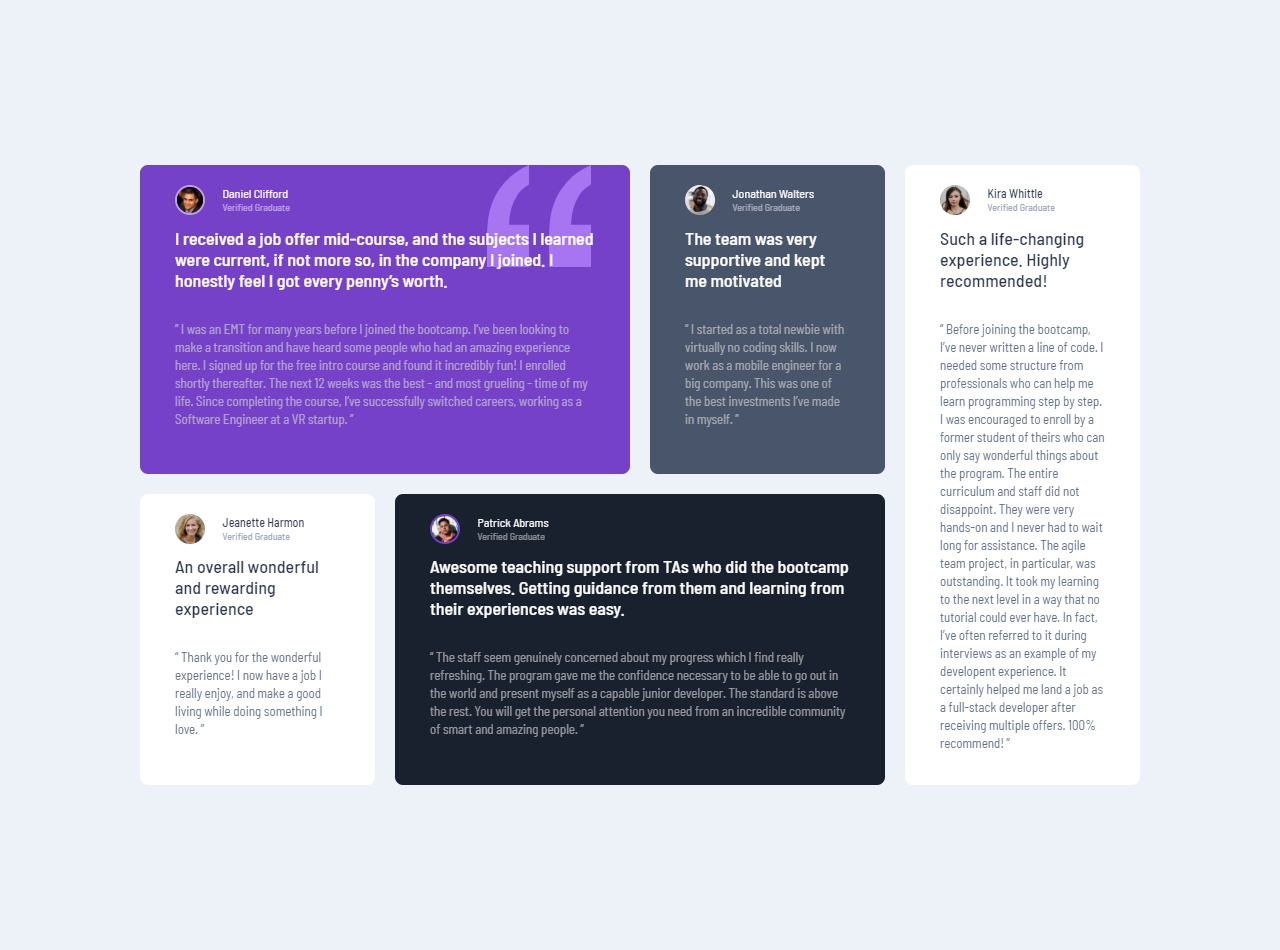 Daniel Clifford
Verified Graduate
I received a job offer mid-course, and the subjects I learned
were current, if not more so, in the company I joined. I
honestly feel I got every penny's worth.
“ I was an EMT for many years before I joined the bootcamp. I've been looking to
make a transition and have heard some people who had an amazing experience
here. I signed up for the free intro course and found it incredibly fun! I enrolled
shortly thereafter. The next 12 weeks was the best - and most grueling - time of my
life. Since completing the course, I've successfully switched careers, working as a
Software Engineer at a VR startup. ”
Jonathan Walters
Verified Graduate
The team was very
supportive and kept
me motivated
“ I started as a total newbie with
virtually no coding skills. I now
work as a mobile engineer for a
big company. This was one of
the best investments I've made
in myself. ”
Kira Whittle
Verified Graduate
Such a life-changing
experience. Highly
recommended!
“ Before joining the bootcamp,
I've never written a line of code. I
needed some structure from
professionals who can help me
learn programming step by step.
I was encouraged to enroll by a
former student of theirs who can
only say wonderful things about
the program. The entire
curriculum and staff did not
disappoint. They were very
hands-on and I never had to wait
long for assistance. The agile
team project, in particular, was
outstanding. It took my learning
to the next level in a way that no
tutorial could ever have. In fact,
I've often referred to it during
interviews as an example of my
developent experience. It
certainly helped me land a job as
a full-stack developer after
receiving multiple offers. 100%
recommend! ”
Jeanette Harmon
Verified Graduate
An overall wonderful
and rewarding
experience
“ Thank you for the wonderful
experience! I now have a job I
really enjoy, and make a good
living while doing something I
love. ”
Patrick Abrams
Verified Graduate
Awesome teaching support from TAs who did the bootcamp
themselves. Getting guidance from them and learning from
their experiences was easy.
“ The staff seem genuinely concerned about my progress which I find really
refreshing. The program gave me the confidence necessary to be able to go out in
the world and present myself as a capable junior developer. The standard is above
the rest. You will get the personal attention you need from an incredible community
of smart and amazing people. ”